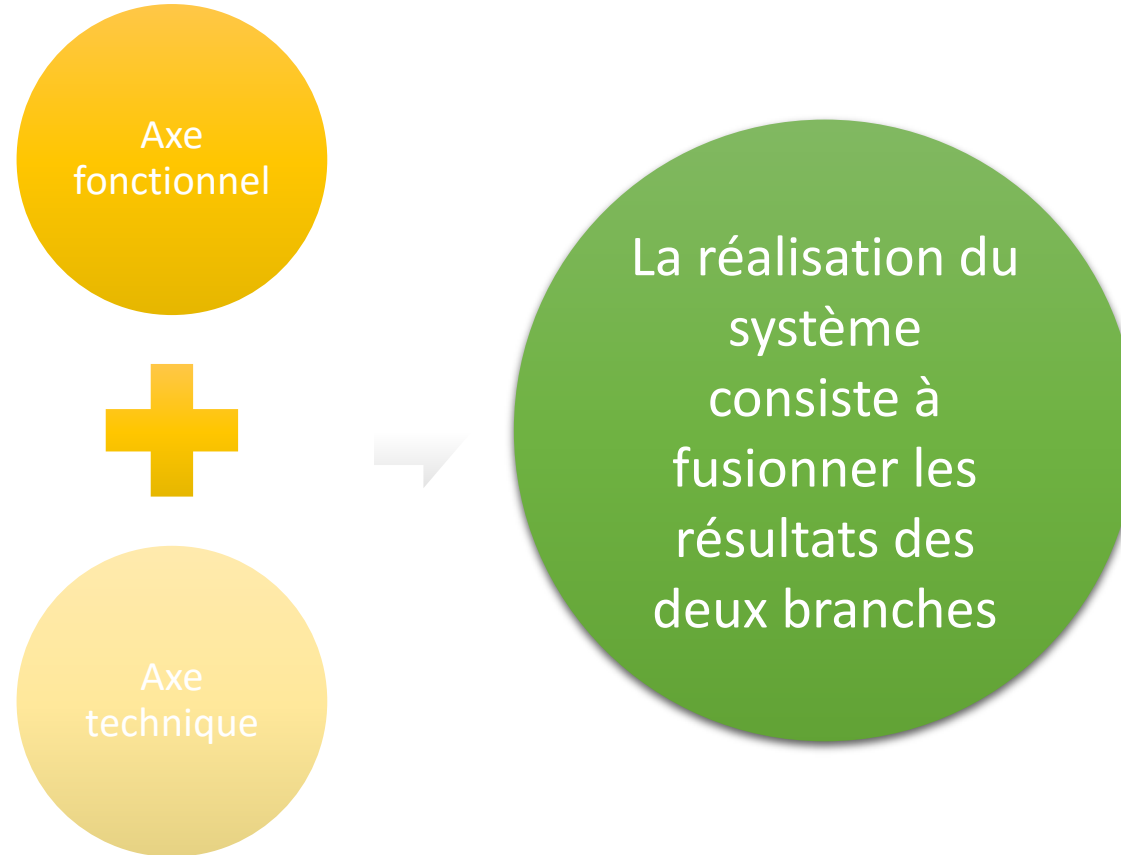 Axe
fonctionnel
Axe
technique
La réalisation du
système
consiste à
fusionner les
résultats des
deux branches